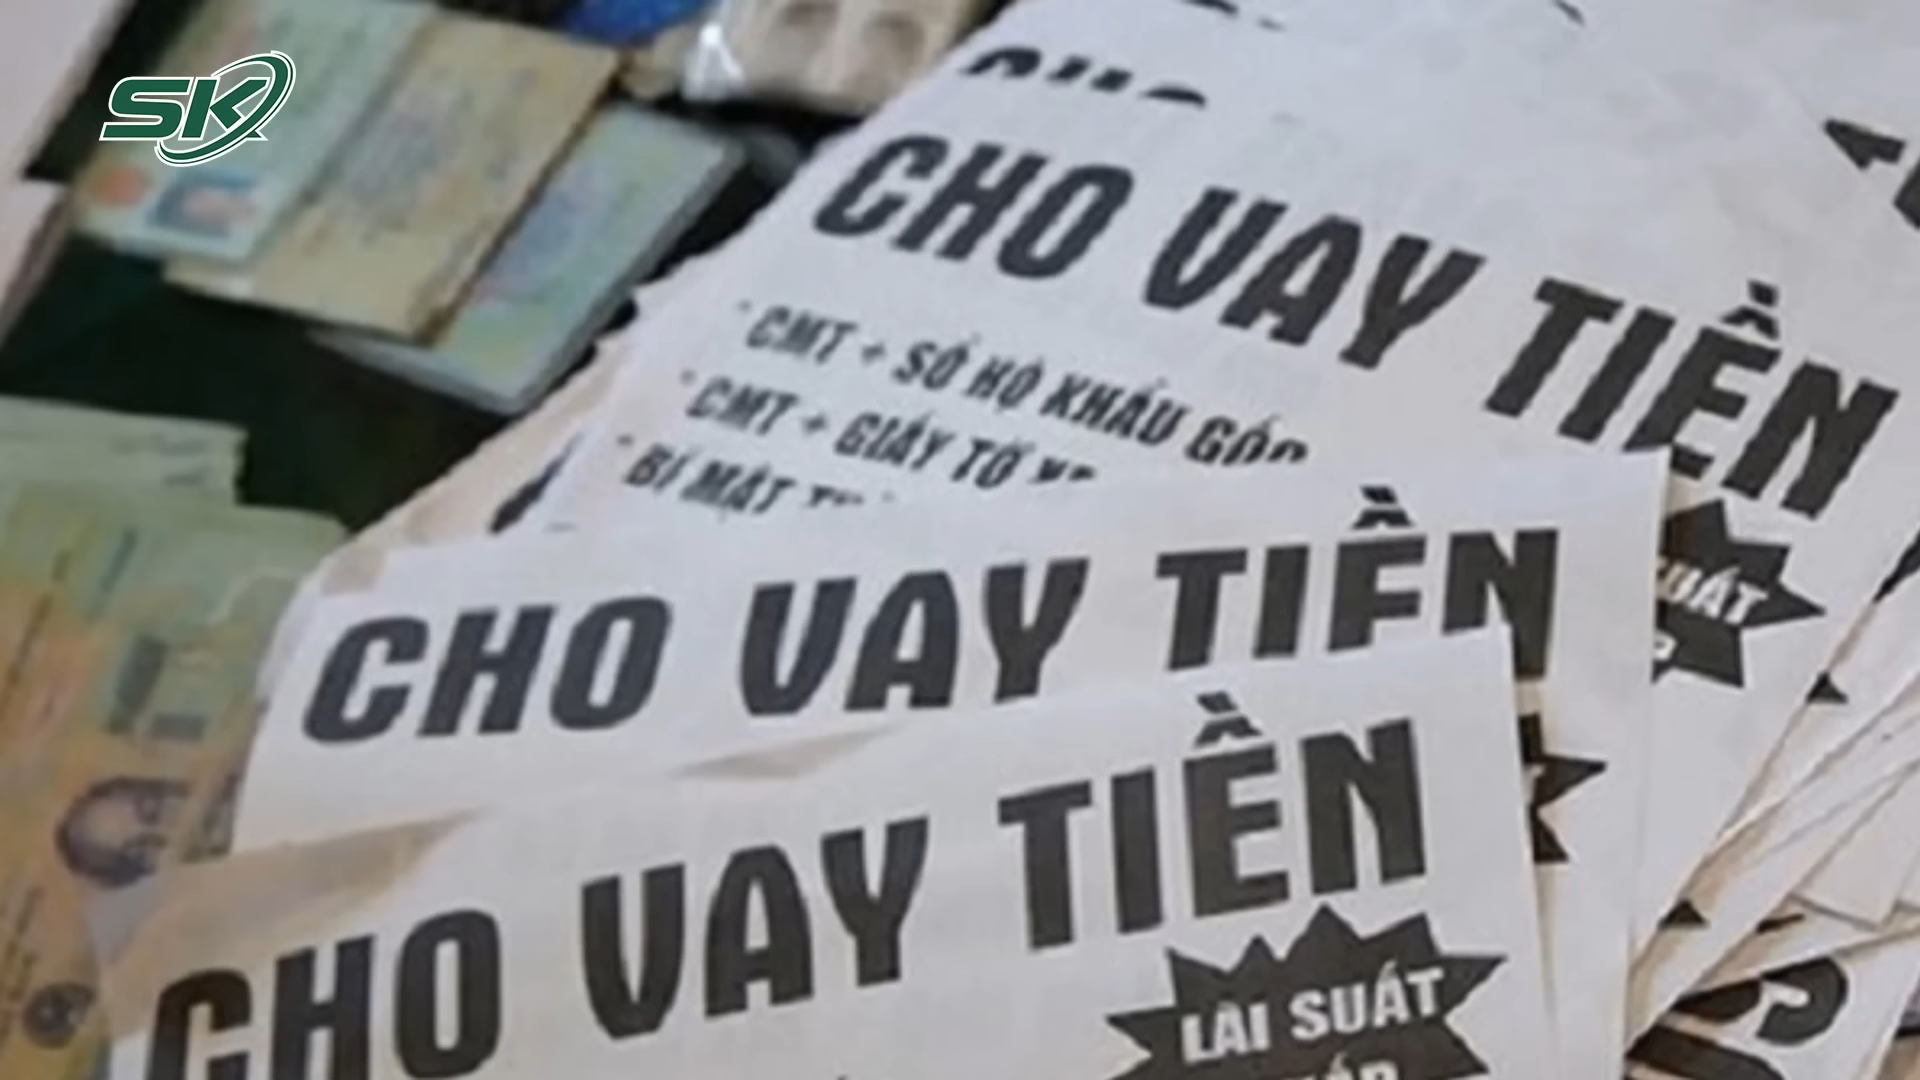 SK
CHO VAY TIỀN
* CMT + SỔ HỘ KHẨU GỐC
* CMT + GIẤY TỜ
* BÍ MẬT
CHO VAY TIỀN
CHO VAY TIỀN
LÃI SUẤT